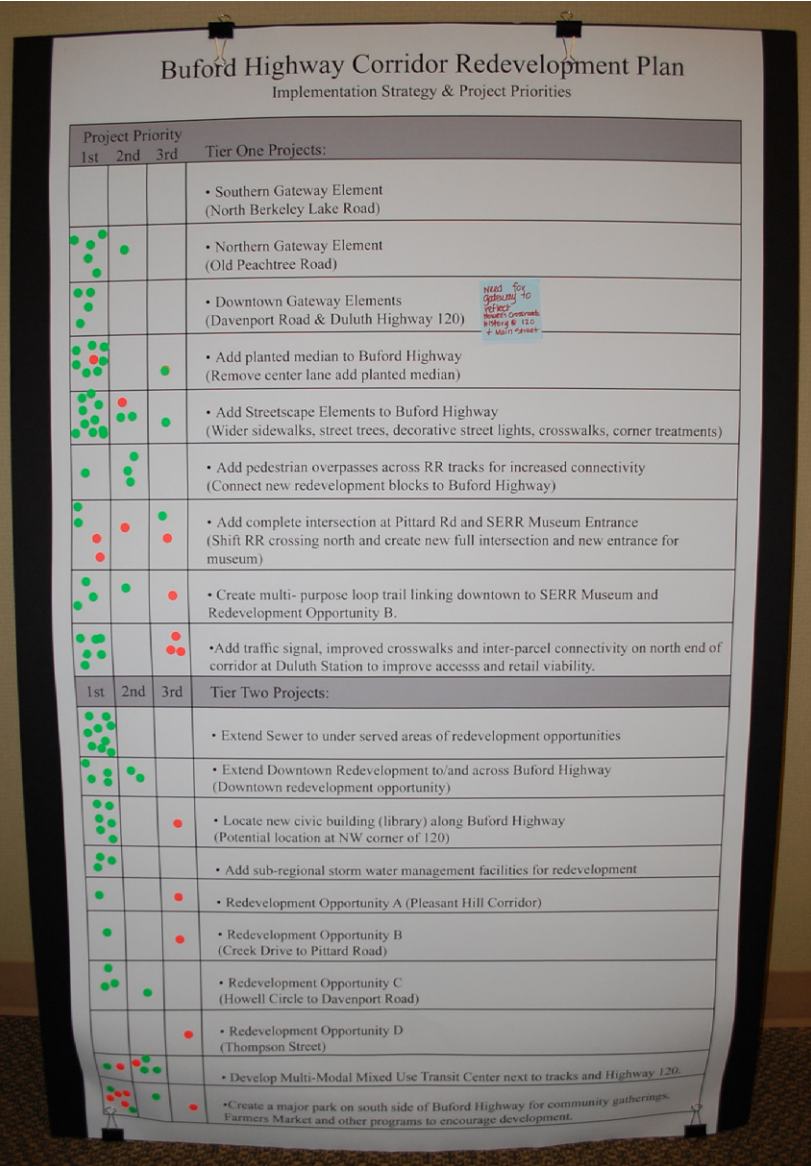 Buford Highway Corridor Redevelopment Plan
Implementation Strategy & Project Priorities
Project Priority
1st 2nd 3rd Tier One Projects:
• Southern Gateway Element
(North Berkeley Lake Road)
• Northern Gateway Element
(Old Peachtree Road)
• Downtown Gateway Elements
(Davenport Road & Duluth Highway 120)
Need for
gateway to
reflect
history @ 120
+ Main Street
• Add planted median to Buford Highway
(Remove center lane add planted median)
• Add Streetscape Elements to Buford Highway
(Wider sidewalks, street trees, decorative street lights, crosswalks, corner treatments)
• Add pedestrian overpasses across RR tracks for increased connectivity
(Connect new redevelopment blocks to Buford Highway)
• Add complete intersection at Pittard Rd and SERR Museum Entrance
(Shift RR crossing north and create new full intersection and new entrance for
museum)
• Create multi- purpose loop trail linking downtown to SERR Museum and
Redevelopment Opportunity B.
•Add traffic signal, improved crosswalks and inter-parcel connectivity on north end of
corridor at Duluth Station to improve accesss and retail viability.
1st 2nd 3rd Tier Two Projects:
• Extend Sewer to under served areas of redevelopment opportunities
• Extend Downtown Redevelopment to/and across Buford Highway
(Downtown redevelopment opportunity)
• Locate new civic building (library) along Buford Highway
(Potential location at NW corner of 120)
• Add sub-regional storm water management facilities for redevelopment
• Redevelopment Opportunity A (Pleasant Hill Corridor)
• Redevelopment Opportunity B
(Creek Drive to Pittard Road)
• Redevelopment Opportunity C
(Howell Circle to Davenport Road)
• Redevelopment Opportunity D
(Thompson Street)
• Develop Multi-Modal Mixed Use Transit Center next to tracks and Highway 120.
•Create a major park on south side of Buford Highway for community gatherings,
Farmers Market and other programs to encourage development.